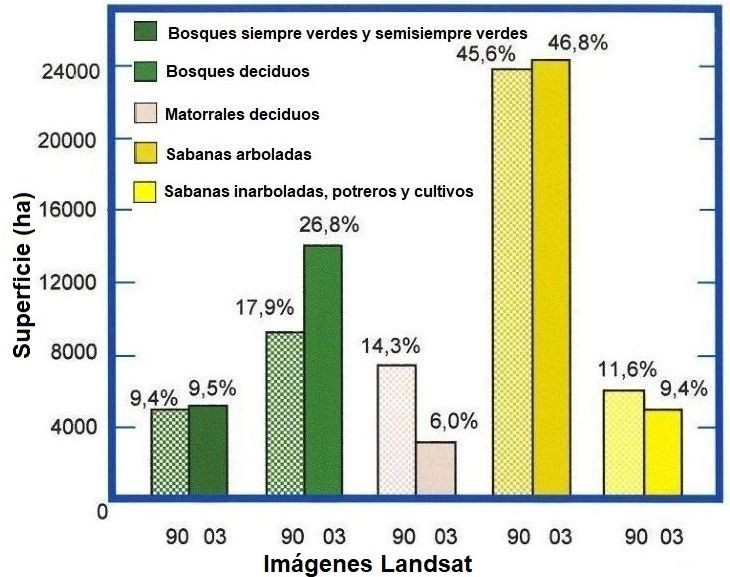 Bosques siempre verdes y semisiempre verdes
Bosques deciduos
Matorrales deciduos
Sabanas arboladas
Sabanas inarboladas, potreros y cultivos
45,6% 46,8%
26,8%
17,9%
14,3%
11,6%
9,4% 9,5%
9,4%
6,0%
Superficie (ha)
24000
20000
16000
12000
8000
4000
0
90 03 90 03 90 03 90 03 90 03
Imágenes Landsat